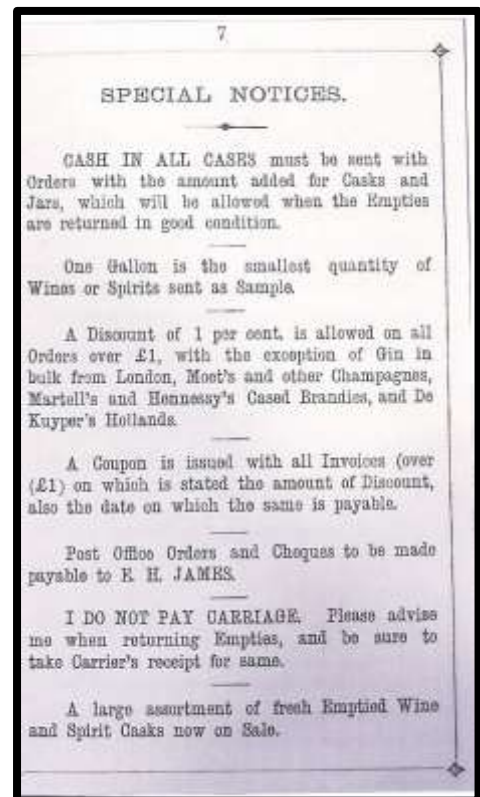 7
SPECIAL NOTICES.
CASH IN ALL CASES must be sent with
Orders with the amount added for Casks and
Jars, which will be allowed when the Empties
are returned in good condition.
One Gallon is the smallest quantity of
Wines or Spirits sent as Sample.
A Discount of 1 per cent. is allowed on all
Orders over £1, with the exception of Gin in
bulk from London, Moet's and other Champagnes,
Martell's and Hennessy's Cased Brandies, and De
Kuyper's Hollands.
A Coupon is issued with all Invoices (over
(£1) on which is stated the amount of Discount,
also the date on which the same is payable.
Post Office Orders and Cheques to be made
payable to E. H. JAMES.
I DO NOT PAY CARRIAGE. Please advise
me when returning Empties, and be sure to
take Carrier's receipt for same.
A large assortment of fresh Emptied Wine
and Spirit Casks now on Sale.